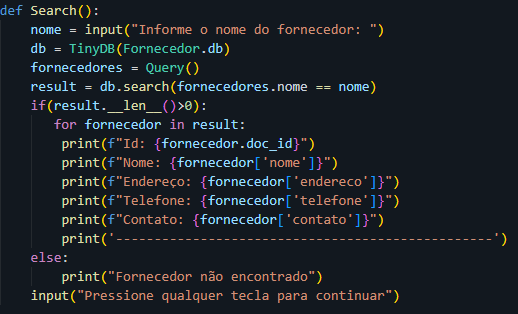 def Search():
    nome = input("Informe o nome do fornecedor: ")
    db = TinyDB(Fornecedor.db)
    fornecedores = Query()
    result = db.search(fornecedores.nome == nome)
    if(result.__len__()>0):
       for fornecedor in result:
        print(f"Id: {fornecedor.doc_id}")
        print(f"Nome: {fornecedor['nome']}")
        print(f"Endereço: {fornecedor['endereco']}")
        print(f"Telefone: {fornecedor['telefone']}")
        print(f"Contato: {fornecedor['contato']}")
        print('-------------------------------------------------')
    else:
        print("Fornecedor não encontrado")
    input("Pressione qualquer tecla para continuar")